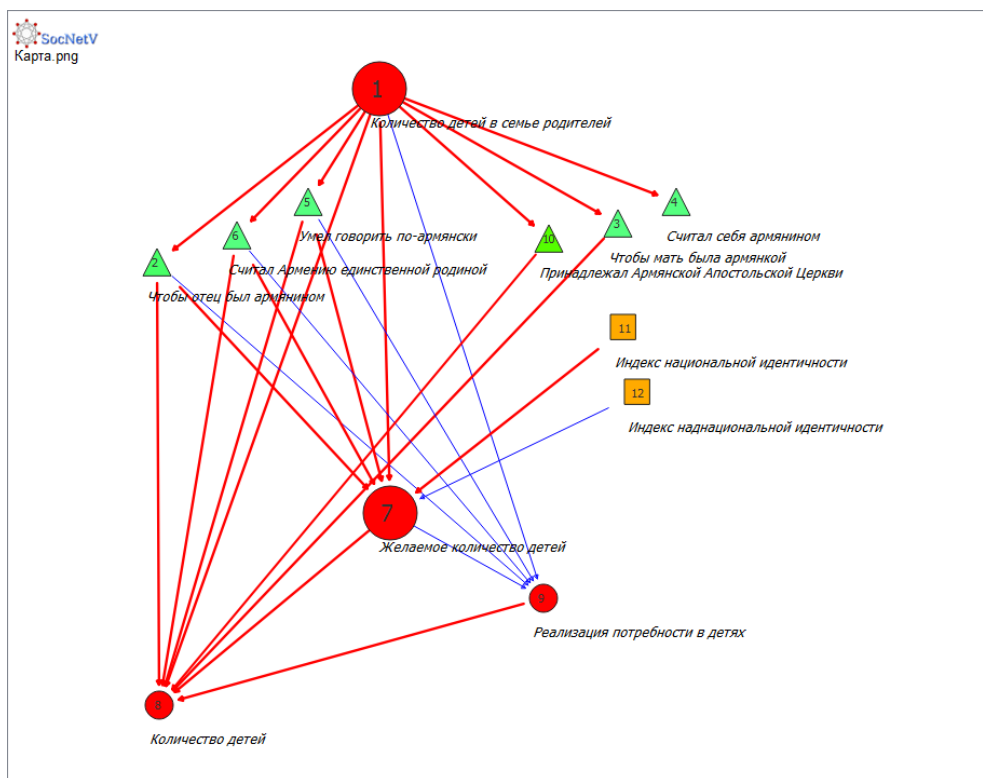 SocNetV
Карта.png
1
Количество детей в семье родителей
4
5
3
Умел говорить по-армянски
Считал себя армянином
6
10
Чтобы мать была армянкой
2
Считал Армению единственной родиной
Принадлежал Армянской Апостольской Церкви
Чтобы отец был армянином
11
Индекс национальной идентичности
12
Индекс наднациональной идентичности
7
Желаемое количество детей
9
Реализация потребности в детях
8
Количество детей